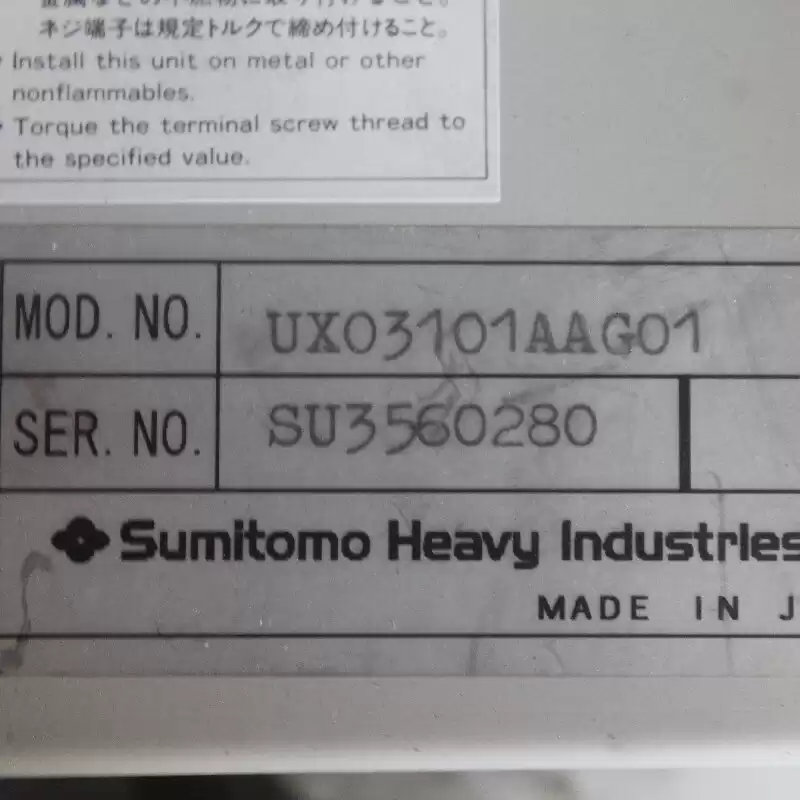 ネジ端子は規定トルクで締め付けること。
Install this unit on metal or other
nonflammables.
Torque the terminal screw thread to
the specified value.
MOD. NO. UX03101AAG01
SER. NO. SU3560280
Sumitomo Heavy Industries
MADE IN J